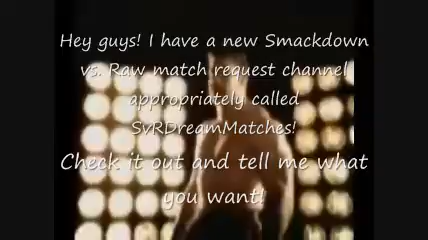 Hey guys! I have a new Smackdown
vs. Raw match request channel
appropriately called
SvRDreamMatches!
Check it out and tell me what
you want!